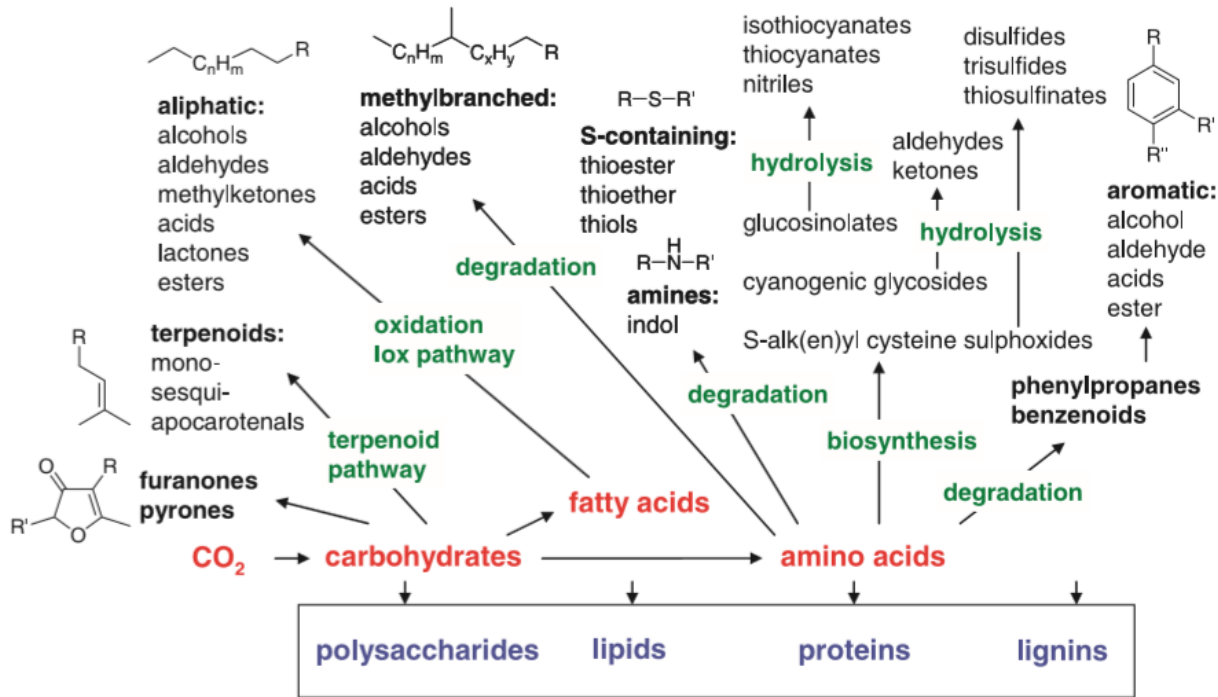 C_nH_m
R
aliphatic:
alcohols
aldehydes
methylketones
acids
lactones
esters
C_nH_m
C_xH_y
R
methylbranched:
alcohols
aldehydes
acids
esters
R-S-R'
S-containing:
thioester
thioether
thiols
H
R-N-R'
amines:
indol
isothiocyanates
thiocyanates
nitriles
hydrolysis
glucosinolates
aldehydes
ketones
cyanogenic glycosides
disulfides
trisulfides
thiosulfinates
hydrolysis
S-alk(en)yl cysteine sulphoxides
R
R'
R"
aromatic:
alcohol
aldehyde
acids
ester
phenylpropanes
benzenoids
R
terpenoids:
mono-
sesqui-
apocarotenals
oxidation
lox pathway
degradation
degradation
biosynthesis
degradation
terpenoid
pathway
O
R
R'
O
furanones
pyrones
fatty acids
CO₂
carbohydrates
amino acids
polysaccharides
lipids
proteins
lignins